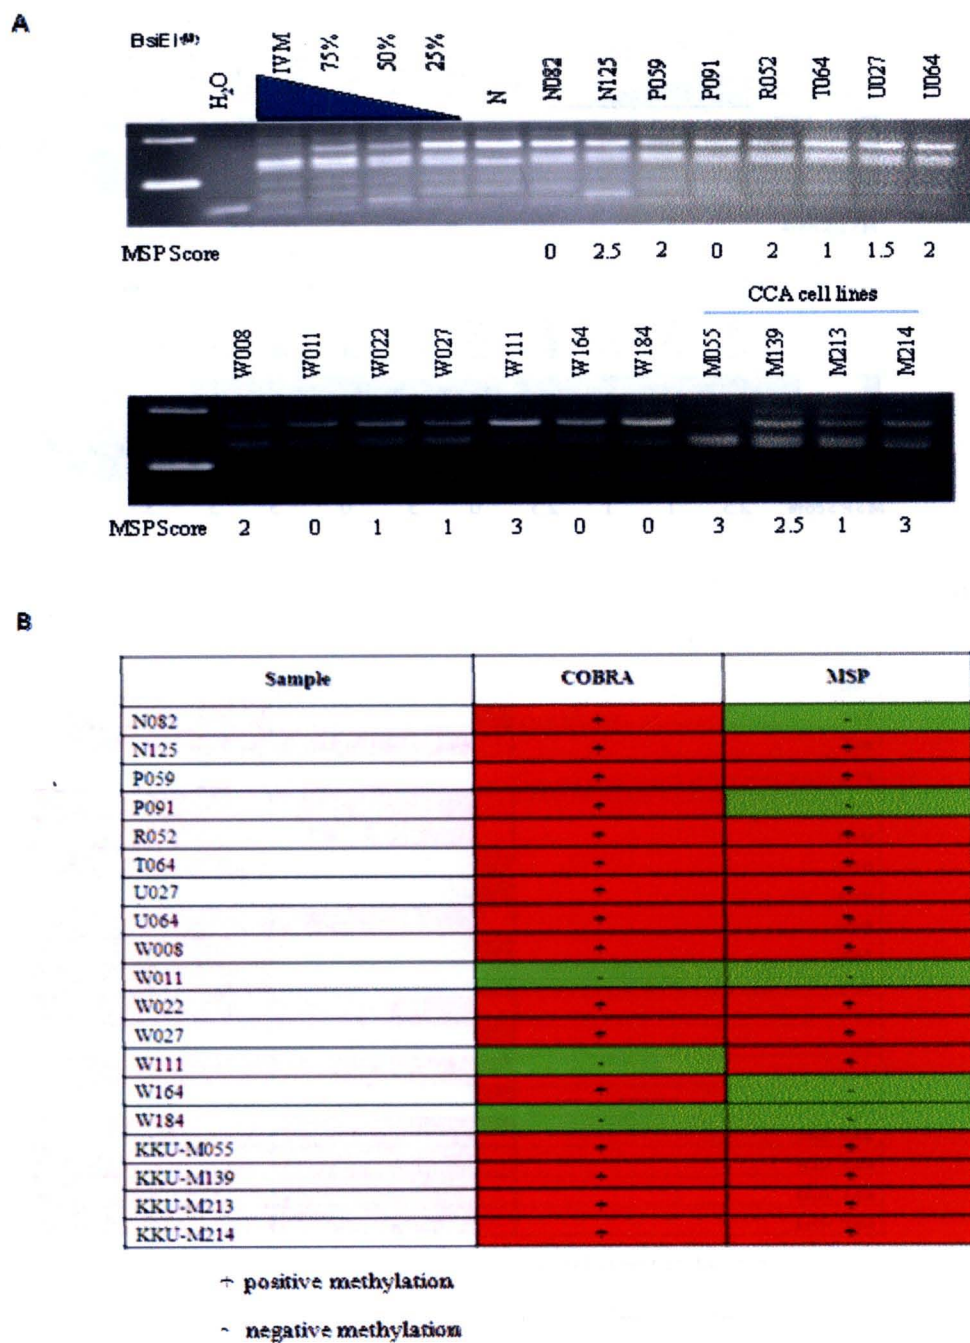 A
BsiEI (M)
H₂O IVM 75% 50% 25% N N082 N125 P059 P091 R052 T064 U027 U064
MSP Score 0 2.5 2 0 2 1 1.5 2
CCA cell lines
W008 W011 W022 W027 W111 W164 W184 M055 M139 M213 M214
MSP Score 2 0 1 1 3 0 0 3 2.5 1 3
B
Sample COBRA MSP
N082 + -
N125 + +
P059 + +
P091 + -
R052 + +
T064 + +
U027 + +
U064 + +
W008 + +
W011 - -
W022 + +
W027 + +
W111 - +
W164 + -
W184 - -
KKU-M055 + +
KKU-M139 + +
KKU-M213 + +
KKU-M214 + +
+ positive methylation
- negative methylation